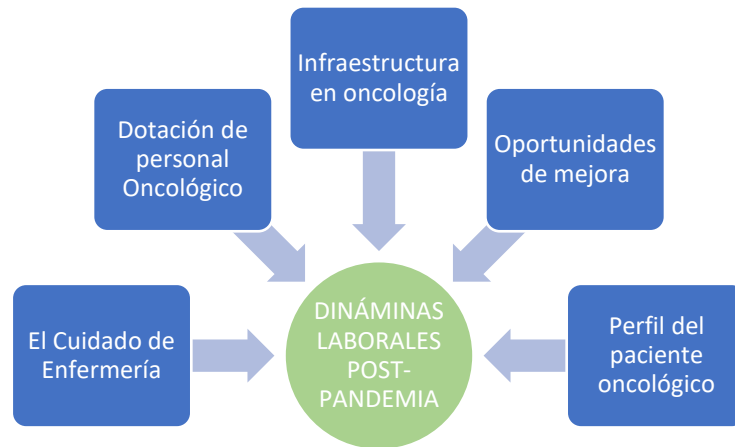 Infraestructura
en oncología
Dotación de
personal
Oncológico
Oportunidades
de mejora
El Cuidado de
Enfermería
DINÁMINAS
LABORALES
POST-
PANDEMIA
Perfil del
paciente
oncológico